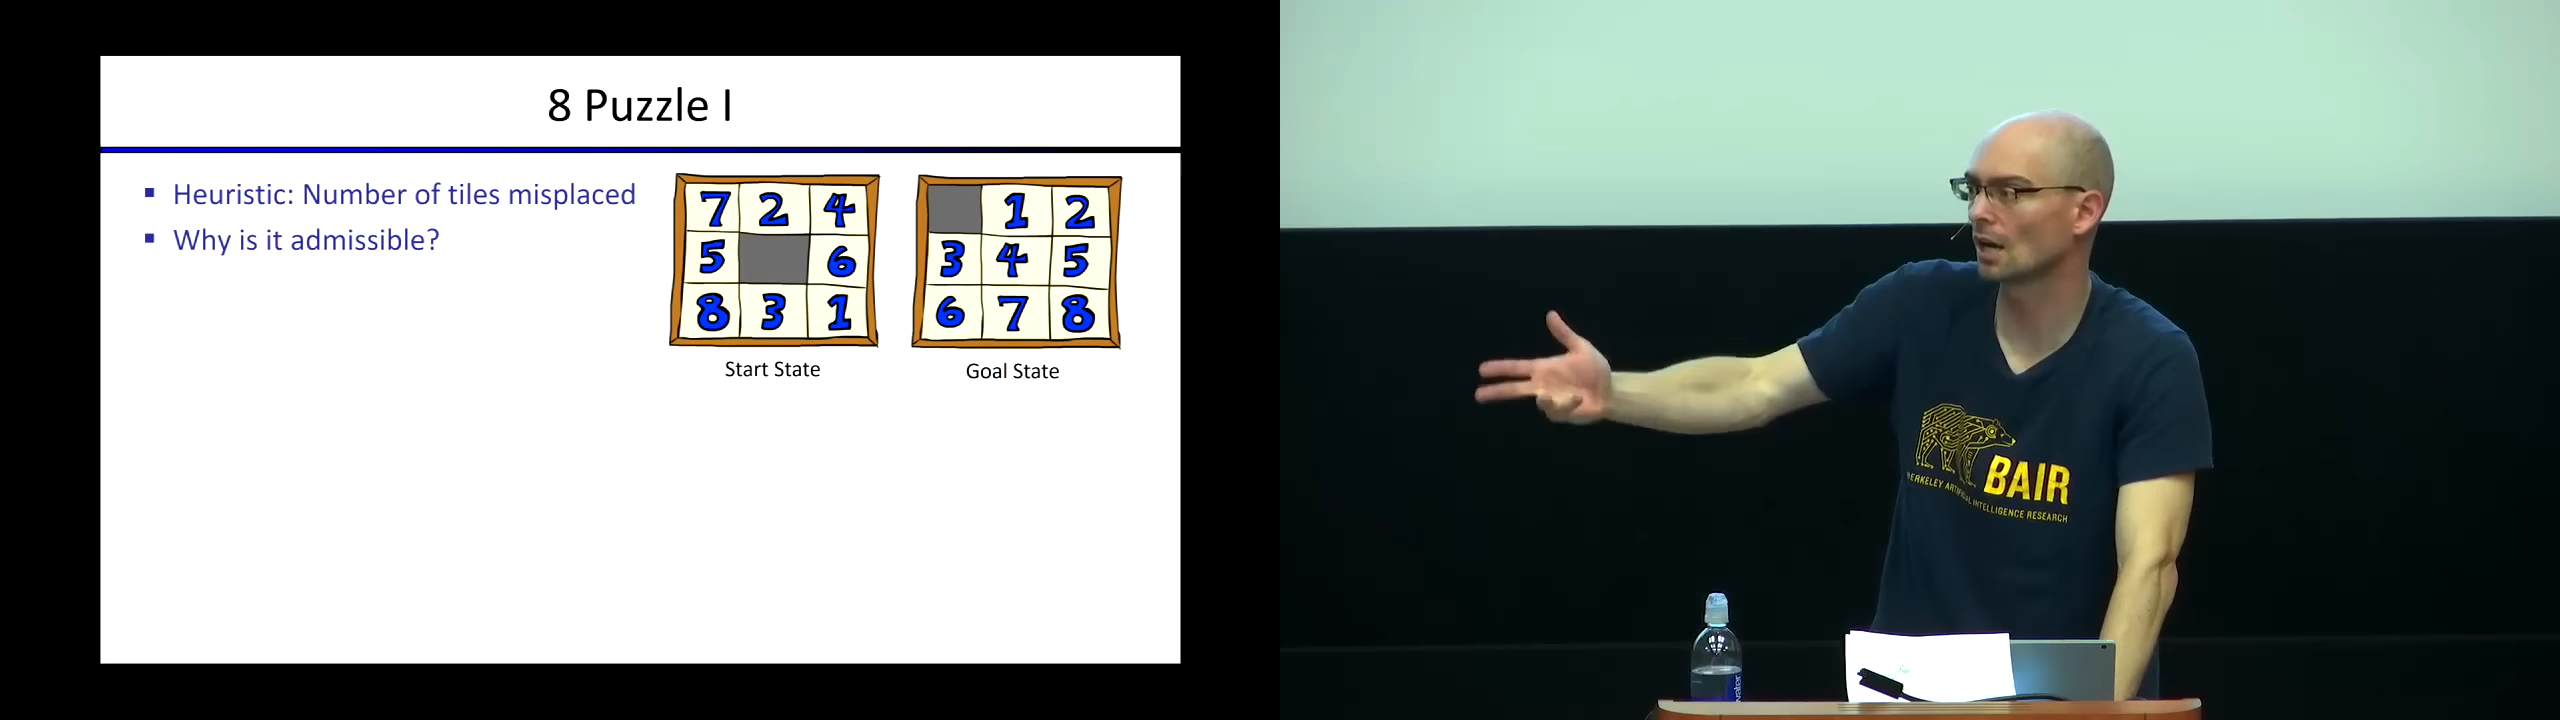 8 Puzzle I
▪ Heuristic: Number of tiles misplaced
▪ Why is it admissible?
7 2 4
5 6
8 3 1
Start State
1 2
3 4 5
6 7 8
Goal State
BAIR
BERKELEY ARTIFICIAL INTELLIGENCE RESEARCH
water